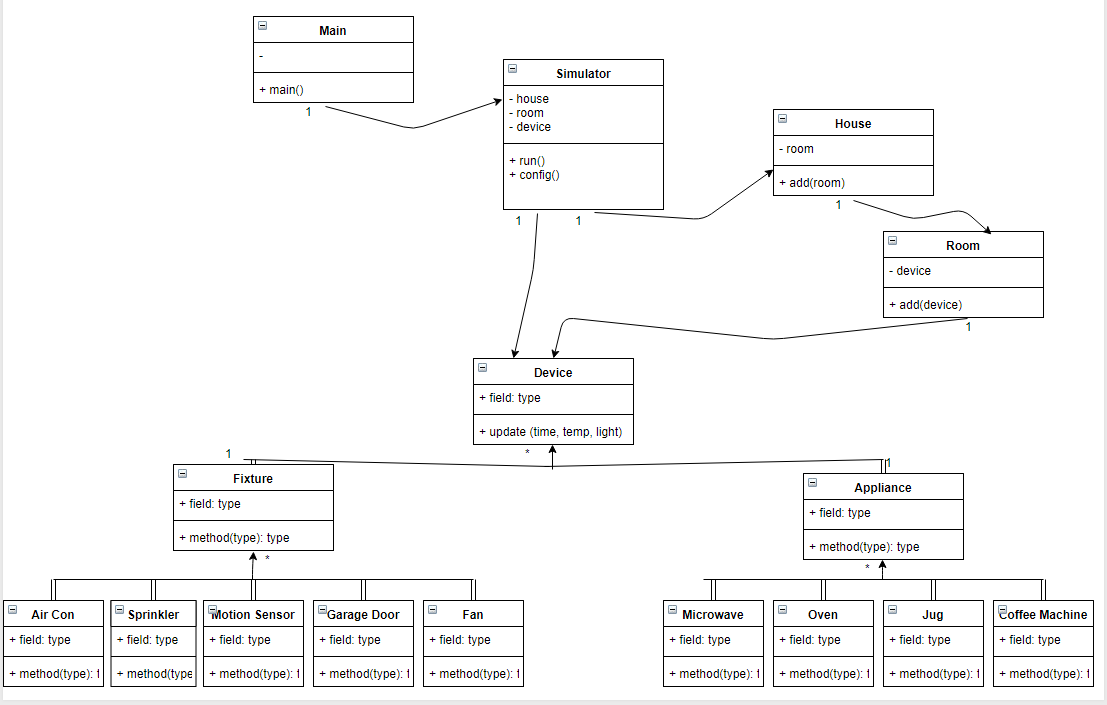 Main
-
+ main()
1
Simulator
- house
- room
- device
+ run()
+ config()
1
1
House
- room
+ add(room)
1
Room
- device
+ add(device)
1
Device
+ field: type
+ update (time, temp, light)
*
1
Fixture
+ field: type
+ method(type): type
*
1
Appliance
+ field: type
+ method(type): type
*
Air Con
+ field: type
+ method(type): t
Sprinkler
+ field: type
+ method(type
Motion Sensor
+ field: type
+ method(type): t
Garage Door
+ field: type
+ method(type): t
Fan
+ field: type
+ method(type): t
Microwave
+ field: type
+ method(type): t
Oven
+ field: type
+ method(type): t
Jug
+ field: type
+ method(type): t
Coffee Machine
+ field: type
+ method(type): t